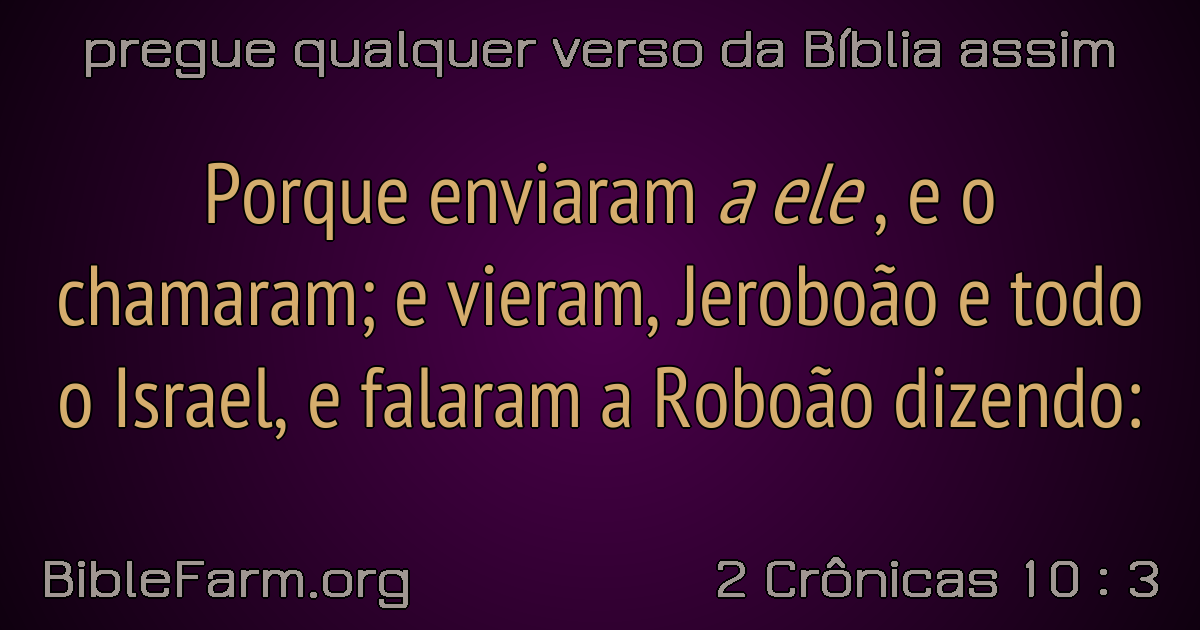 pregue qualquer verso da Bíblia assim
Porque enviaram a ele , e o
chamaram; e vieram, Jeroboão e todo
o Israel, e falaram a Roboão dizendo:
BibleFarm.org
2 Crônicas 10 : 3